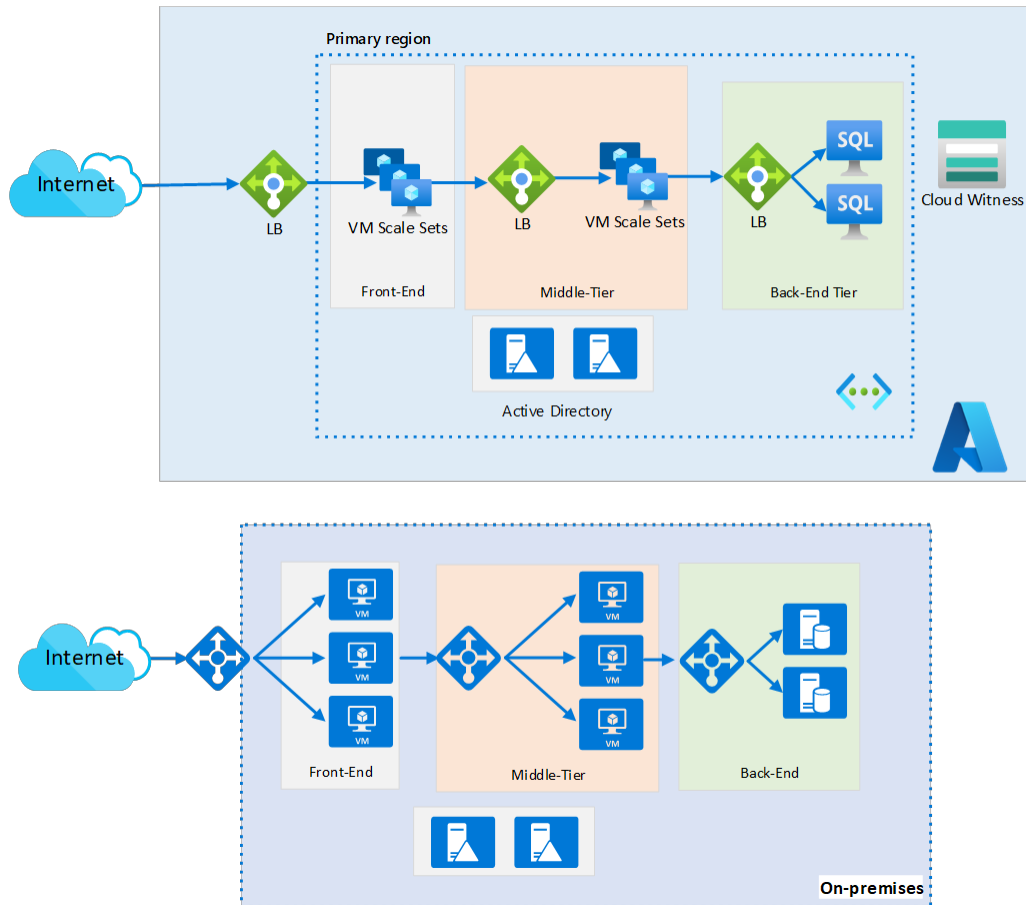 Primary region
Internet
LB
VM Scale Sets
LB
VM Scale Sets
LB
SQL
SQL
Cloud Witness
Front-End
Middle-Tier
Back-End Tier
Active Directory
Internet
VM
VM
VM
VM
VM
VM
Front-End
Middle-Tier
Back-End
On-premises